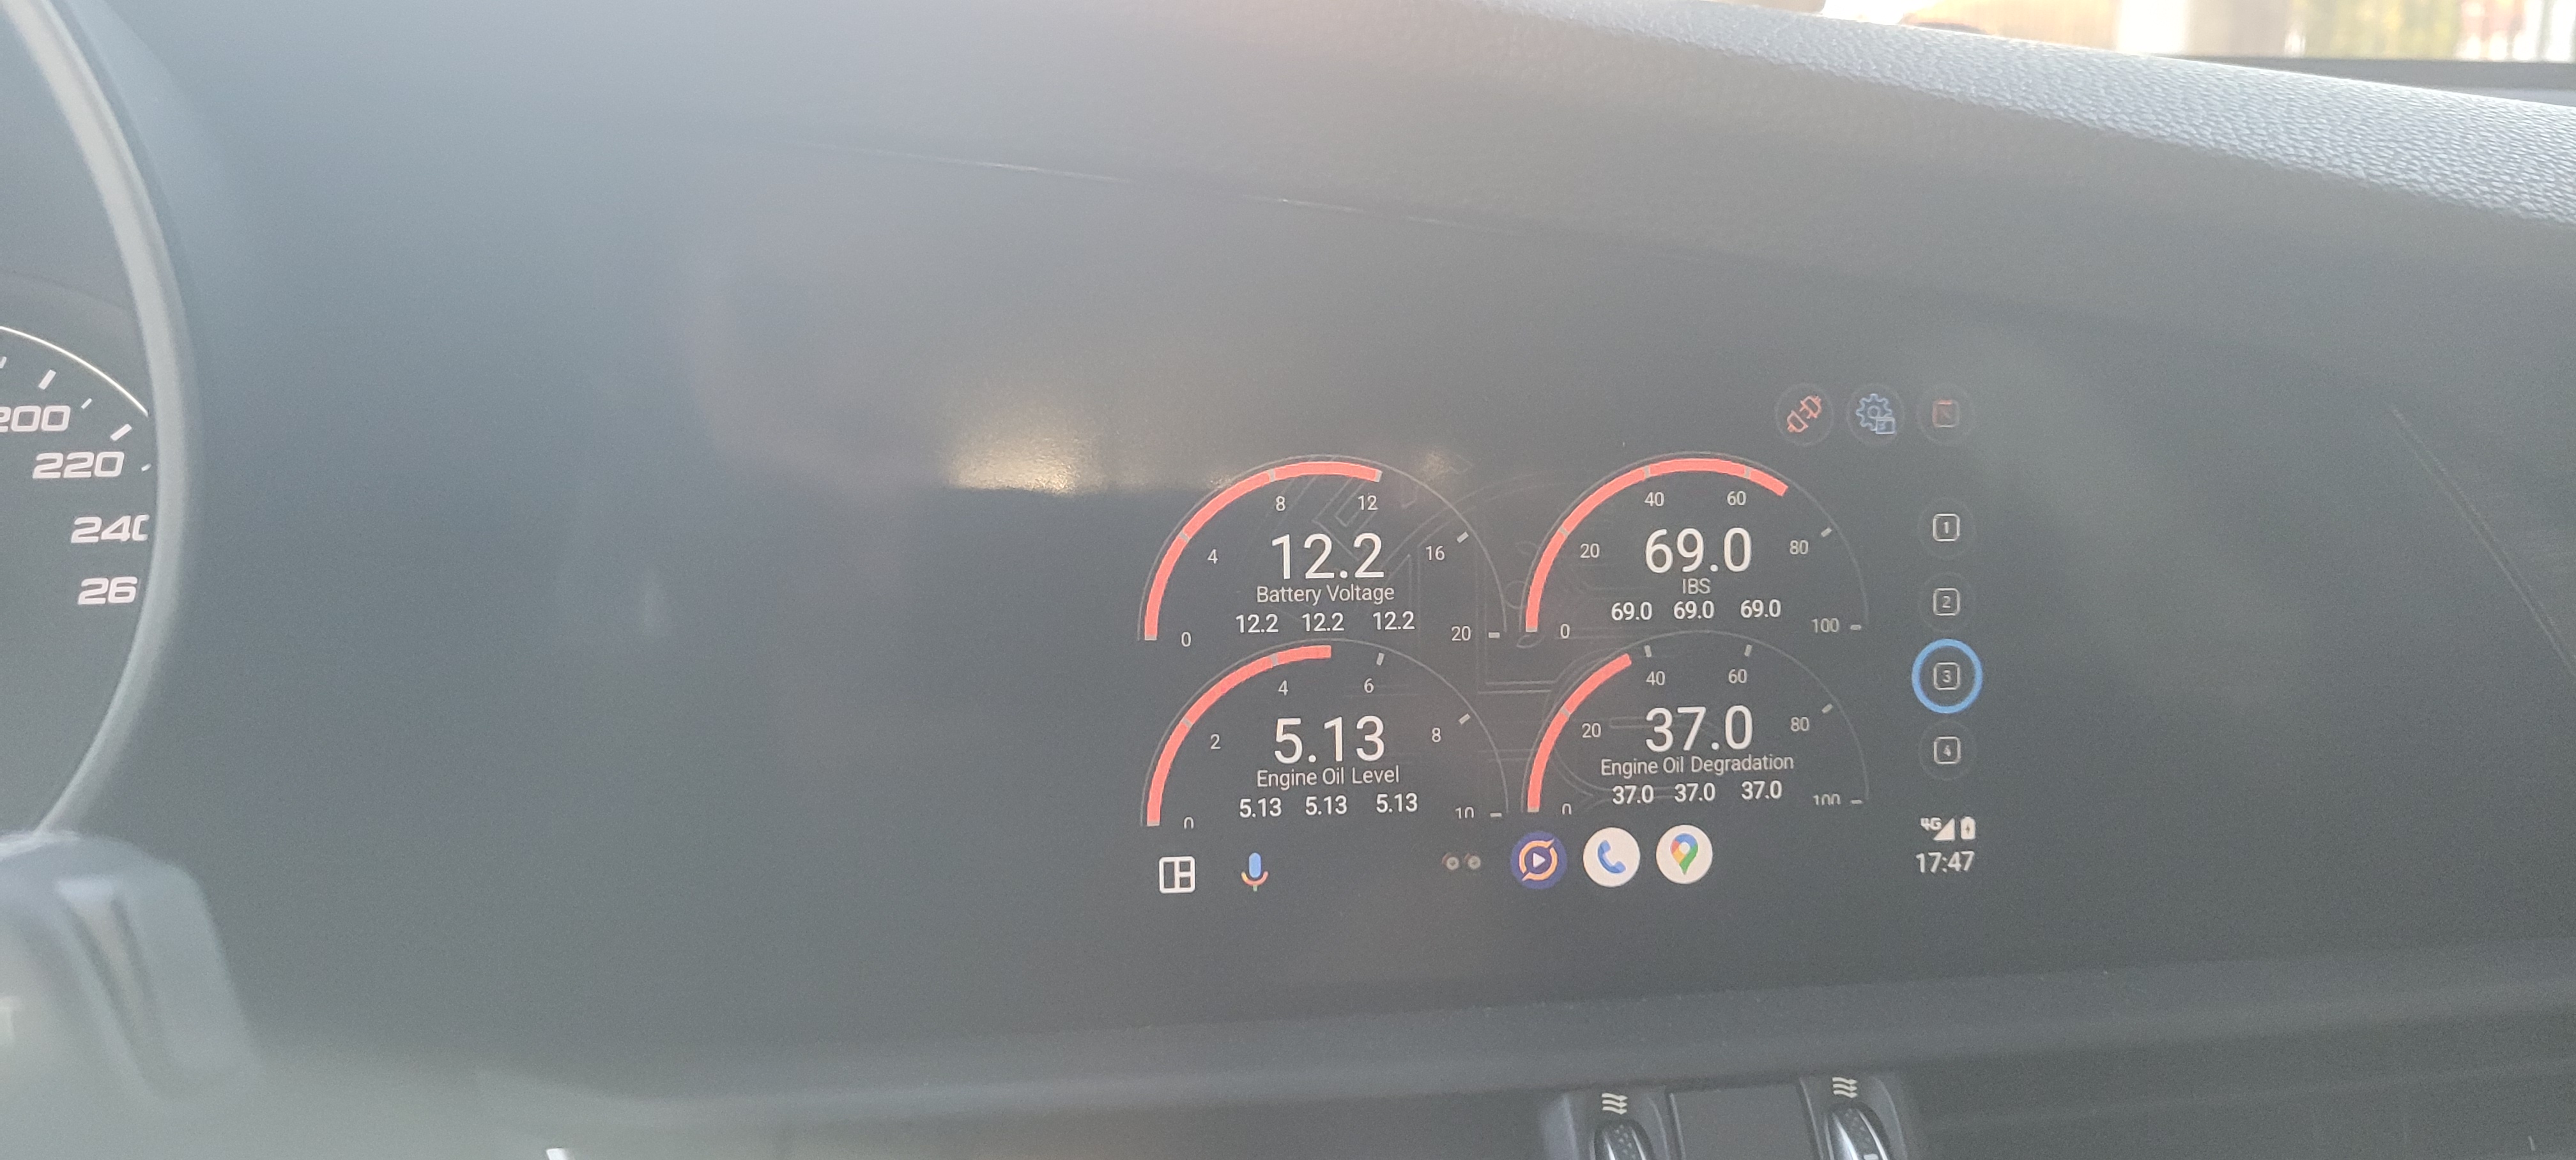 200
220
240
26
8 12
4 12.2 16
Battery Voltage
12.2 12.2 12.2
0 20
40 60
20 69.0 80
IBS
69.0 69.0 69.0
0 100
4 6
2 5.13 8
Engine Oil Level
5.13 5.13 5.13
0 10
40 60
20 37.0 80
Engine Oil Degradation
37.0 37.0 37.0
0 100
1
2
3
4
4G
17:47